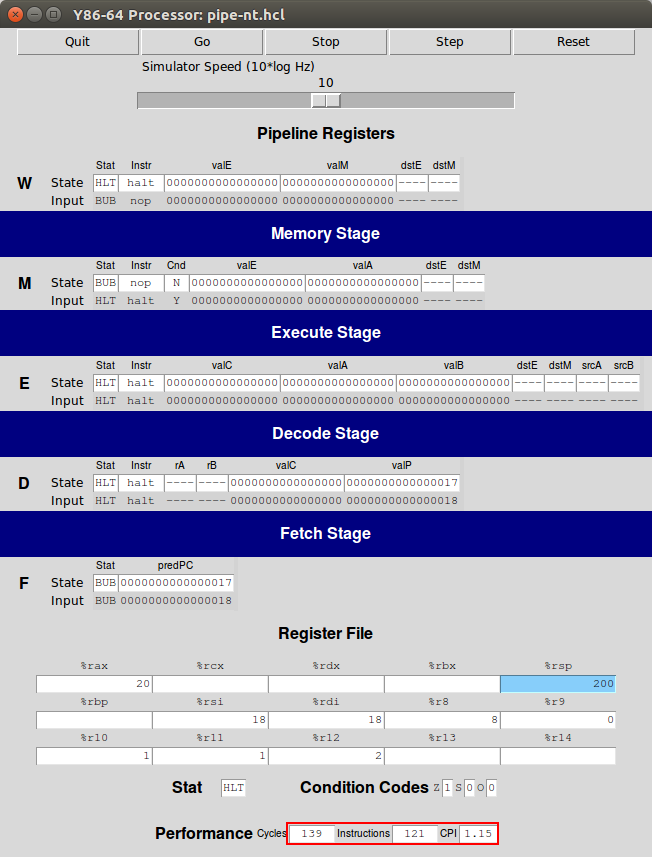 Y86-64 Processor: pipe-nt.hcl
Quit Go Stop Step Reset
Simulator Speed (10*log Hz)
10
Pipeline Registers
Stat Instr valE valM dstE dstM
W State HLT halt 0000000000000000 0000000000000000 ---- ----
Input BUB nop 0000000000000000 0000000000000000 ---- ----
Memory Stage
Stat Instr Cnd valE valA dstE dstM
M State BUB nop N 0000000000000000 0000000000000000 ---- ----
Input HLT halt Y 0000000000000000 0000000000000000 ---- ----
Execute Stage
Stat Instr valC valA valB dstE dstM srcA srcB
E State HLT halt 0000000000000000 0000000000000000 0000000000000000 ---- ---- ---- ----
Input HLT halt 0000000000000000 0000000000000000 0000000000000000 ---- ---- ---- ----
Decode Stage
Stat Instr rA rB valC valP
D State HLT halt ---- ---- 0000000000000000 0000000000000017
Input HLT halt ---- ---- 0000000000000000 0000000000000018
Fetch Stage
Stat predPC
F State BUB 0000000000000017
Input BUB 0000000000000018
Register File
%rax %rcx %rdx %rbx %rsp
20 200
%rbp %rsi %rdi %r8 %r9
18 18 8 0
%r10 %r11 %r12 %r13 %r14
1 1 2
Stat HLT Condition Codes Z 1 S 0 O 0
Performance Cycles 139 Instructions 121 CPI 1.15